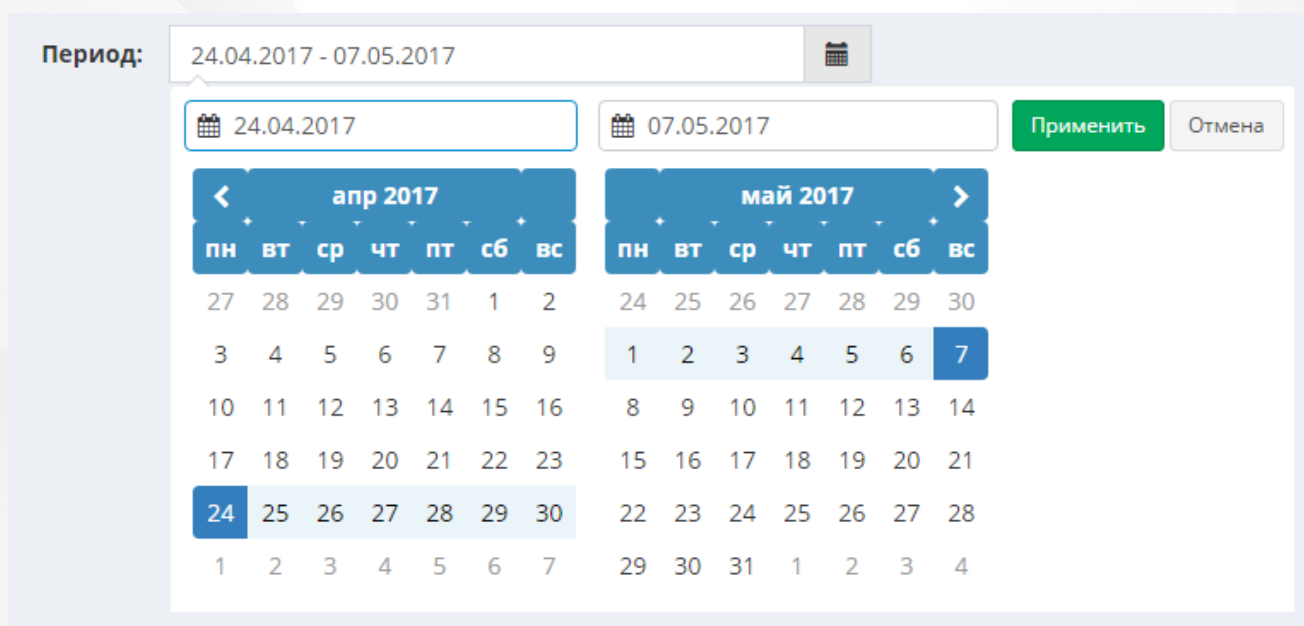 Период: 24.04.2017 - 07.05.2017
24.04.2017 07.05.2017 Применить Отмена
апр 2017 май 2017
пн вт ср чт пт сб вс пн вт ср чт пт сб вс
27 28 29 30 31 1 2 24 25 26 27 28 29 30
3 4 5 6 7 8 9 1 2 3 4 5 6 7
10 11 12 13 14 15 16 8 9 10 11 12 13 14
17 18 19 20 21 22 23 15 16 17 18 19 20 21
24 25 26 27 28 29 30 22 23 24 25 26 27 28
1 2 3 4 5 6 7 29 30 31 1 2 3 4